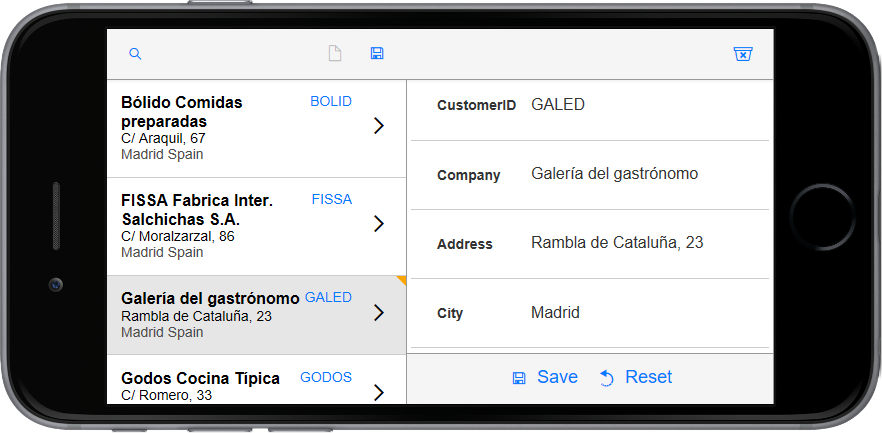 Bólido Comidas
preparadas
BOLID
C/ Araquil, 67
Madrid Spain
FISSA Fabrica Inter.
Salchichas S.A.
FISSA
C/ Moralzarzal, 86
Madrid Spain
Galería del gastrónomo GALED
Rambla de Cataluña, 23
Madrid Spain
Godos Cocina Típica GODOS
C/ Romero, 33
CustomerID GALED
Company Galería del gastrónomo
Address Rambla de Cataluña, 23
City Madrid
Save Reset